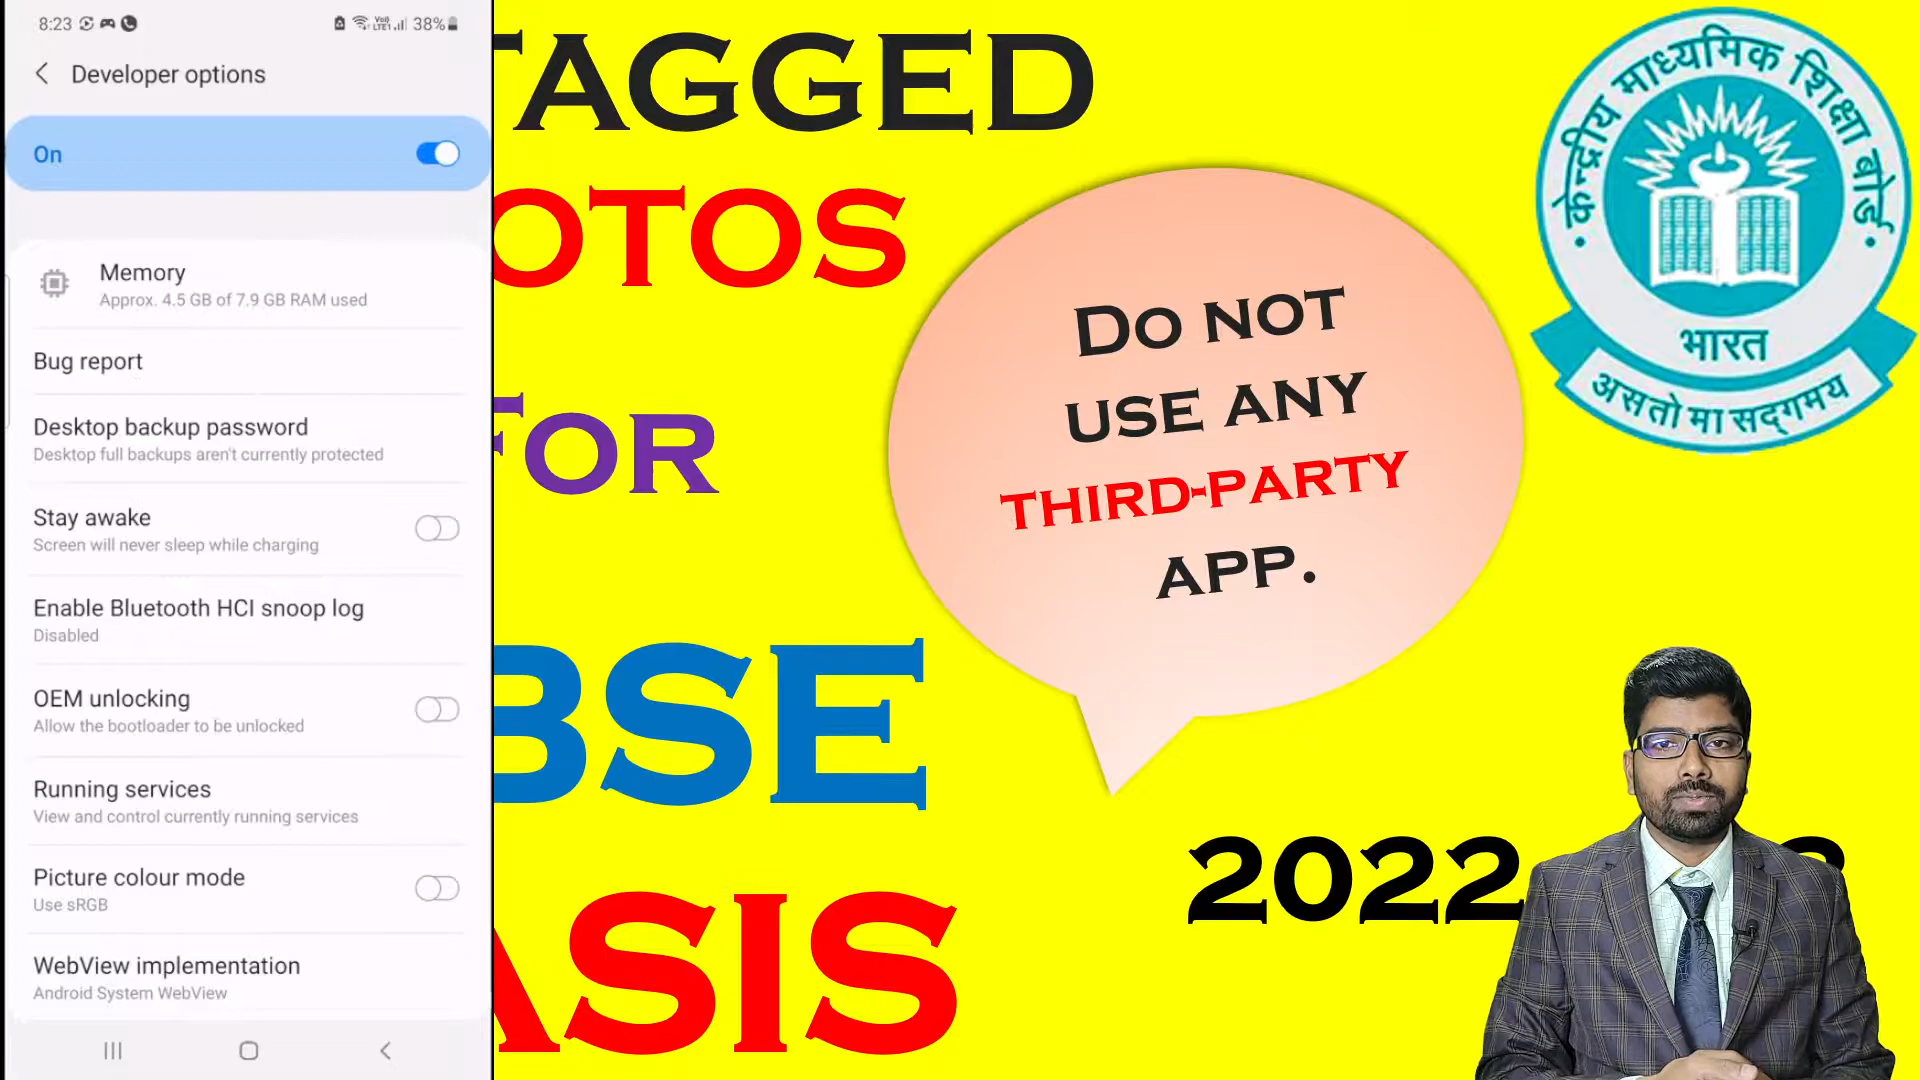 8:23
VoLTE1 38%
Developer options
On
Memory
Approx. 4.5 GB of 7.9 GB RAM used
Bug report
Desktop backup password
Desktop full backups aren't currently protected
Stay awake
Screen will never sleep while charging
Enable Bluetooth HCI snoop log
Disabled
OEM unlocking
Allow the bootloader to be unlocked
Running services
View and control currently running services
Picture colour mode
Use sRGB
WebView implementation
Android System WebView
TAGGED
OTOS
FOR
BSE
ASIS
DO NOT
USE ANY
THIRD-PARTY
APP.
केन्द्रीय माध्यमिक शिक्षा बोर्ड
भारत
असतो मा सद्गमय
2022